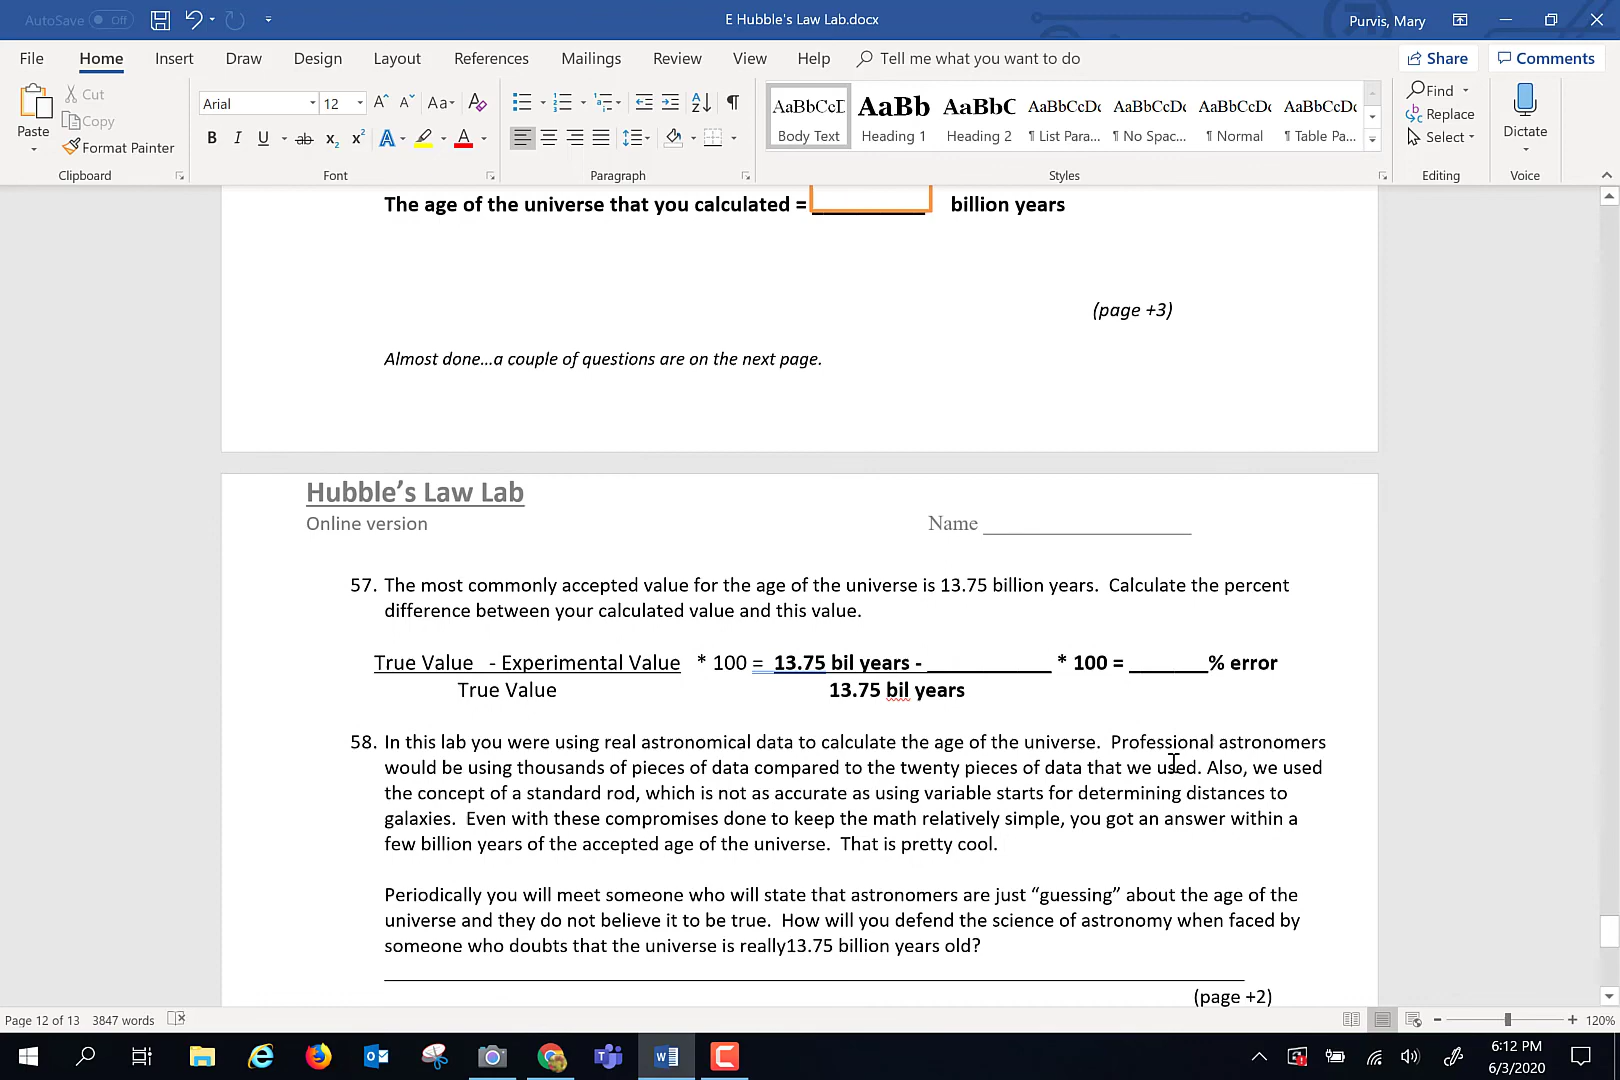 AutoSave Off
E Hubble's Law Lab.docx
Purvis, Mary
File Home Insert Draw Design Layout References Mailings Review View Help Tell me what you want to do Share Comments
Paste
Cut
Copy
Format Painter
Clipboard
Arial 12
Font
Paragraph
AaBbCcD AaBb AaBbC AaBbCcDc AaBbCcDc AaBbCcDc AaBbCcDc
Body Text Heading 1 Heading 2 ¶ List Para... ¶ No Spac... ¶ Normal ¶ Table Pa...
Styles
Find
Replace
Select
Editing
Dictate
Voice
The age of the universe that you calculated = ____________ billion years
(page +3)
Almost done...a couple of questions are on the next page.
Hubble’s Law Lab
Online version
Name ____________________
57. The most commonly accepted value for the age of the universe is 13.75 billion years. Calculate the percent
difference between your calculated value and this value.
True Value - Experimental Value * 100 = 13.75 bil years - ____________ * 100 = ________% error
True Value 13.75 bil years
58. In this lab you were using real astronomical data to calculate the age of the universe. Professional astronomers
would be using thousands of pieces of data compared to the twenty pieces of data that we used. Also, we used
the concept of a standard rod, which is not as accurate as using variable starts for determining distances to
galaxies. Even with these compromises done to keep the math relatively simple, you got an answer within a
few billion years of the accepted age of the universe. That is pretty cool.
Periodically you will meet someone who will state that astronomers are just “guessing” about the age of the
universe and they do not believe it to be true. How will you defend the science of astronomy when faced by
someone who doubts that the universe is really13.75 billion years old?
(page +2)
Page 12 of 13 3847 words
120%
6:12 PM
6/3/2020